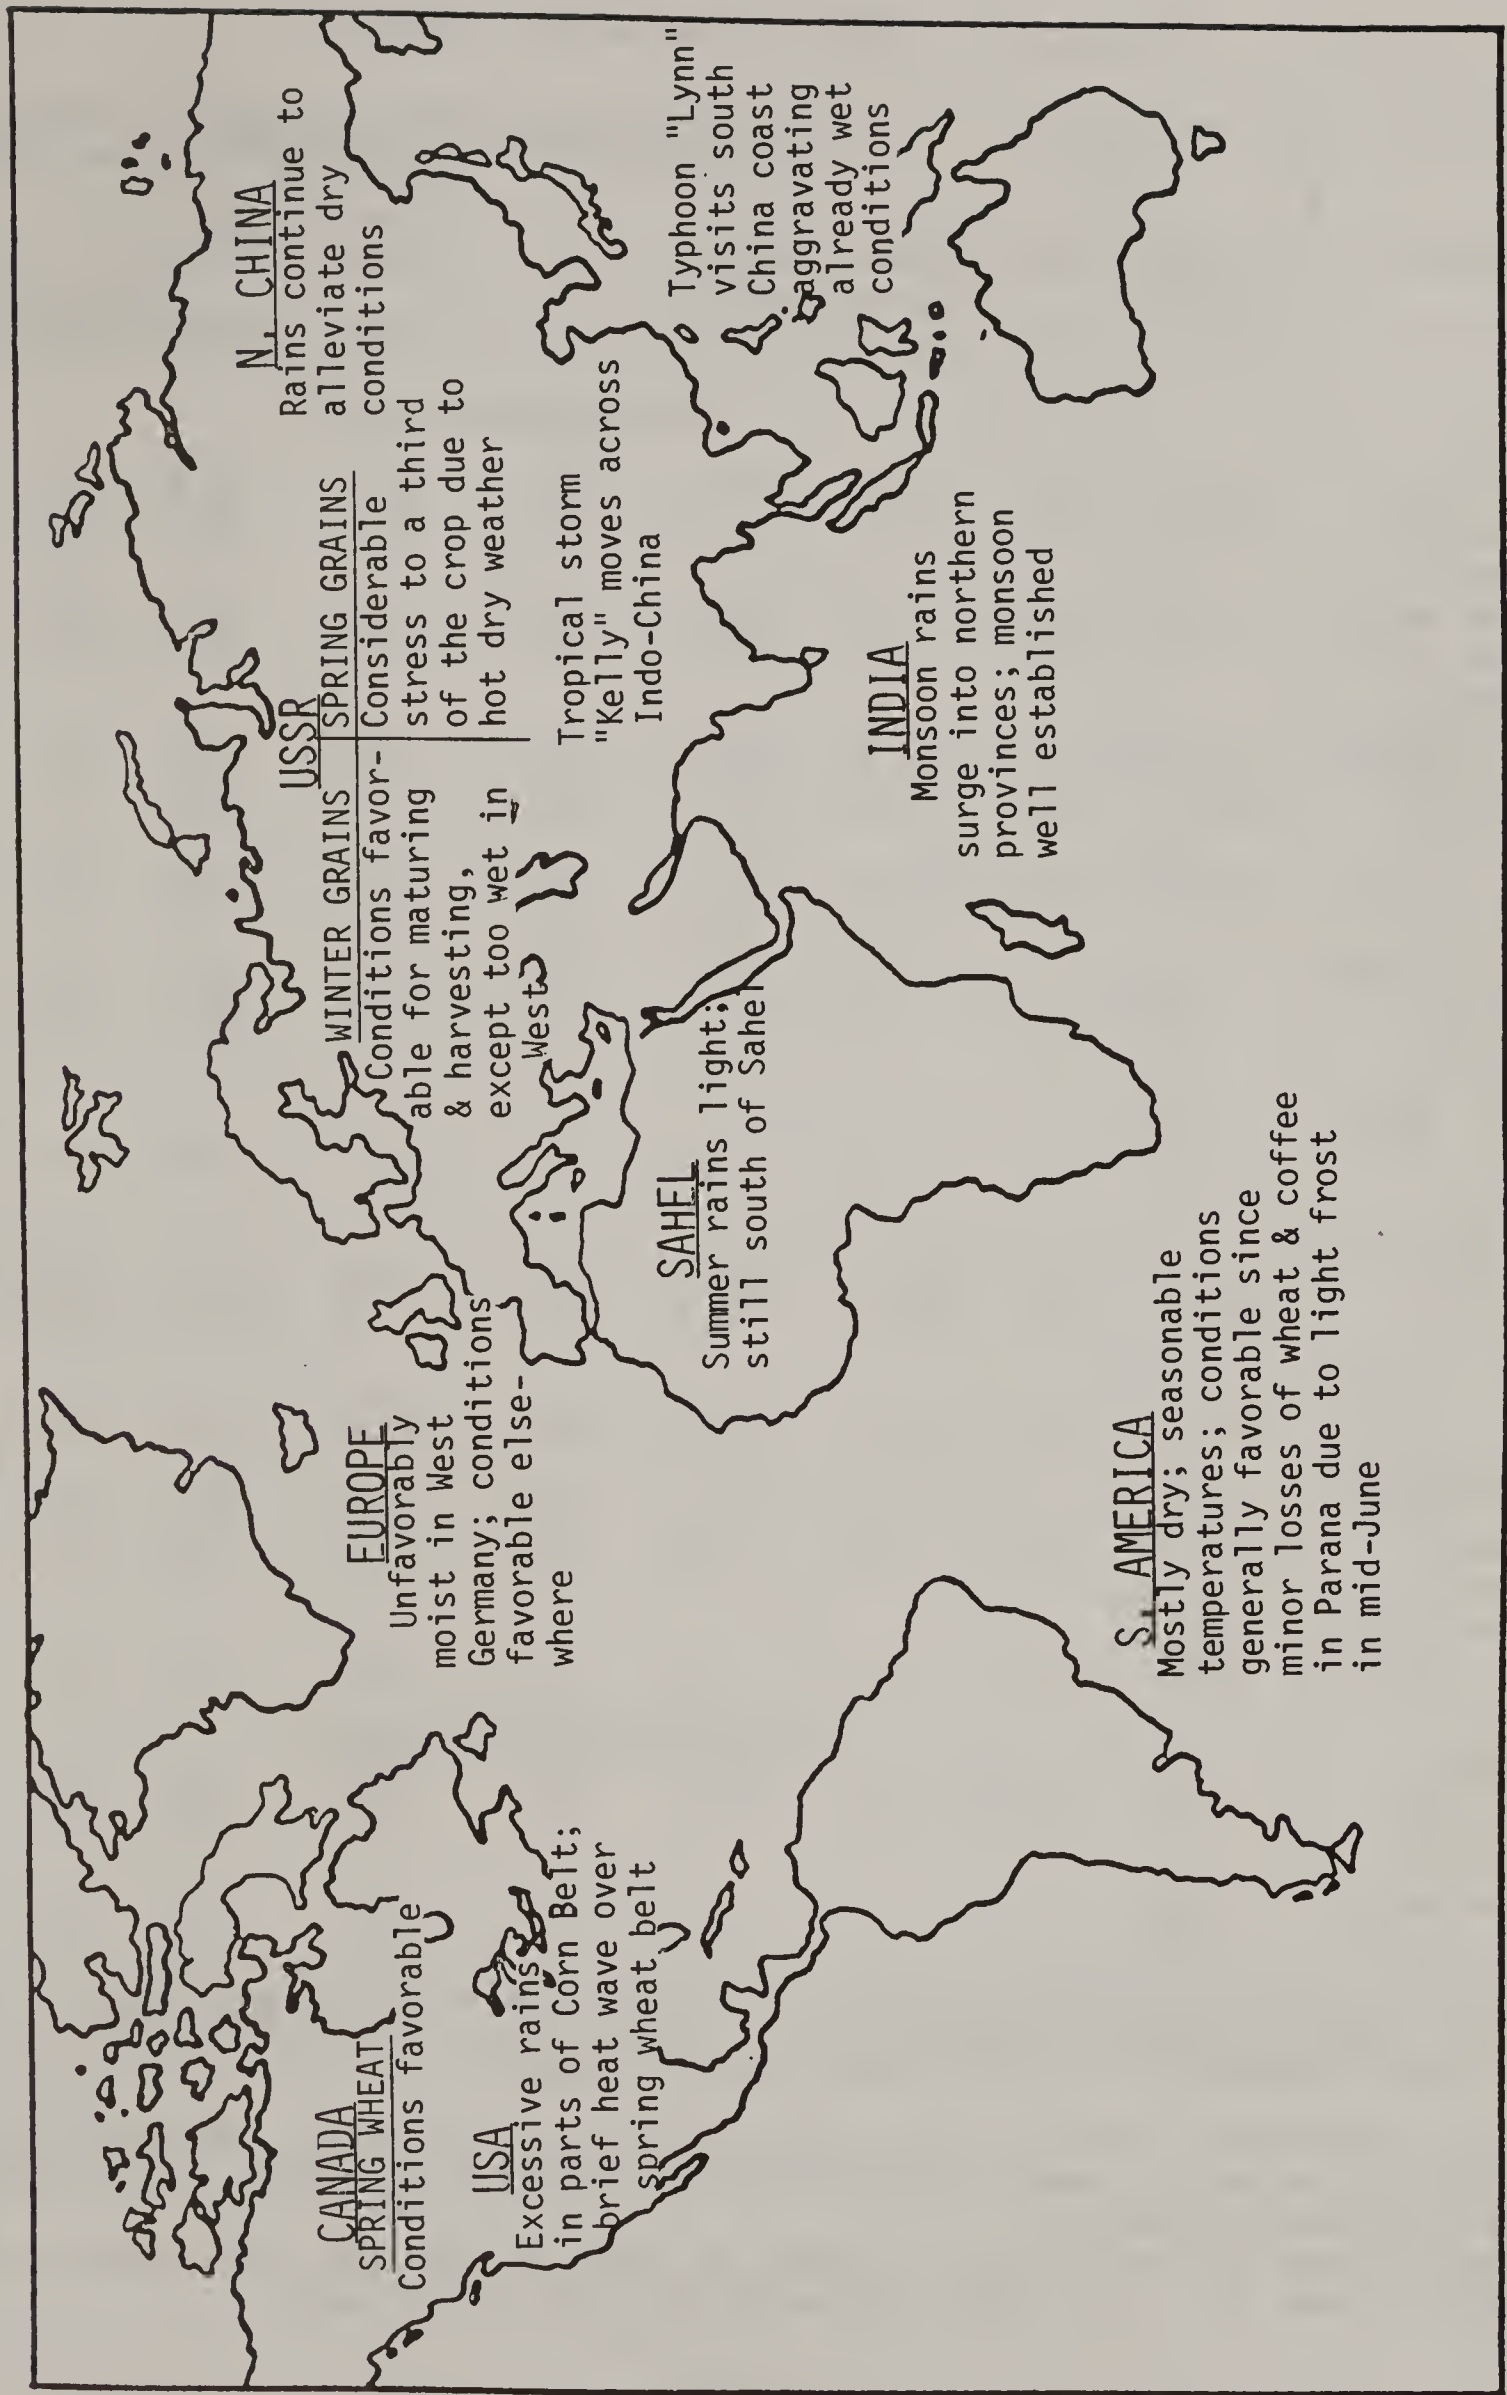 CANADA
SPRING WHEAT
Conditions favorable
USA
Excessive rains
in parts of Corn Belt;
brief heat wave over
spring wheat belt
EUROPE
Unfavorably
moist in West
Germany; conditions
favorable else-
where
S. AMERICA
Mostly dry; seasonable
temperatures; conditions
generally favorable since
minor losses of wheat & coffee
in Parana due to light frost
in mid-June
SAHEL
Summer rains light;
still south of Sahel
USSR
WINTER GRAINS
Conditions favor-
able for maturing
& harvesting,
except too wet in
West
SPRING GRAINS
Considerable
stress to a third
of the crop due to
hot dry weather
Tropical storm
"Kelly" moves across
Indo-China
INDIA
Monsoon rains
surge into northern
provinces; monsoon
well established
N. CHINA
Rains continue to
alleviate dry
conditions
Typhoon "Lynn"
visits south
China coast
aggravating
already wet
conditions